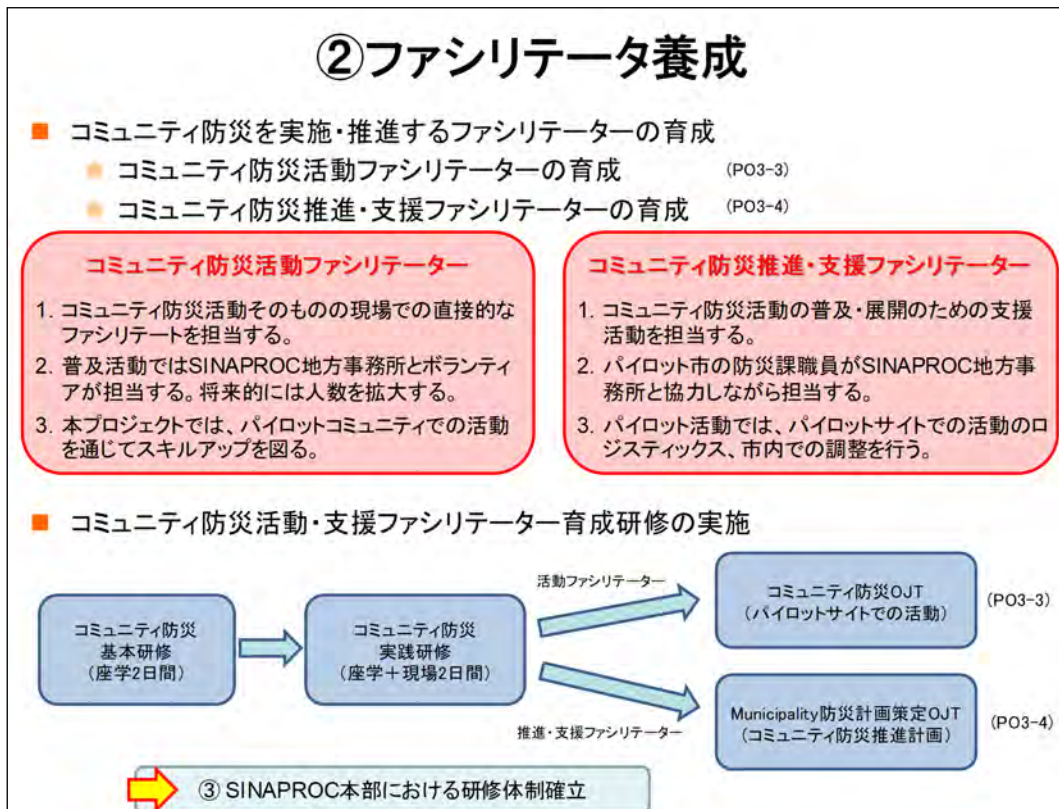 ②ファシリテータ養成
コミュニティ防災を実施・推進するファシリテーターの育成
コミュニティ防災活動ファシリテーターの育成 (PO3-3)
コミュニティ防災推進・支援ファシリテーターの育成 (PO3-4)
コミュニティ防災活動ファシリテーター
1. コミュニティ防災活動そのものの現場での直接的な
ファシリテートを担当する。
2. 普及活動ではSINAPROC地方事務所とボランティ
アが担当する。将来的には人数を拡大する。
3. 本プロジェクトでは、パイロットコミュニティでの活動
を通じてスキルアップを図る。
コミュニティ防災推進・支援ファシリテーター
1. コミュニティ防災活動の普及・展開のための支援
活動を担当する。
2. パイロット市の防災課職員がSINAPROC地方事
務所と協力しながら担当する。
3. パイロット活動では、パイロットサイトでの活動のロ
ジスティックス、市内での調整を行う。
コミュニティ防災活動・支援ファシリテーター育成研修の実施
コミュニティ防災
基本研修
(座学2日間)
コミュニティ防災
実践研修
(座学+現場2日間)
活動ファシリテーター
コミュニティ防災OJT
(パイロットサイトでの活動)
(PO3-3)
推進・支援ファシリテーター
Municipality防災計画策定OJT
(コミュニティ防災推進計画)
(PO3-4)
③ SINAPROC本部における研修体制確立